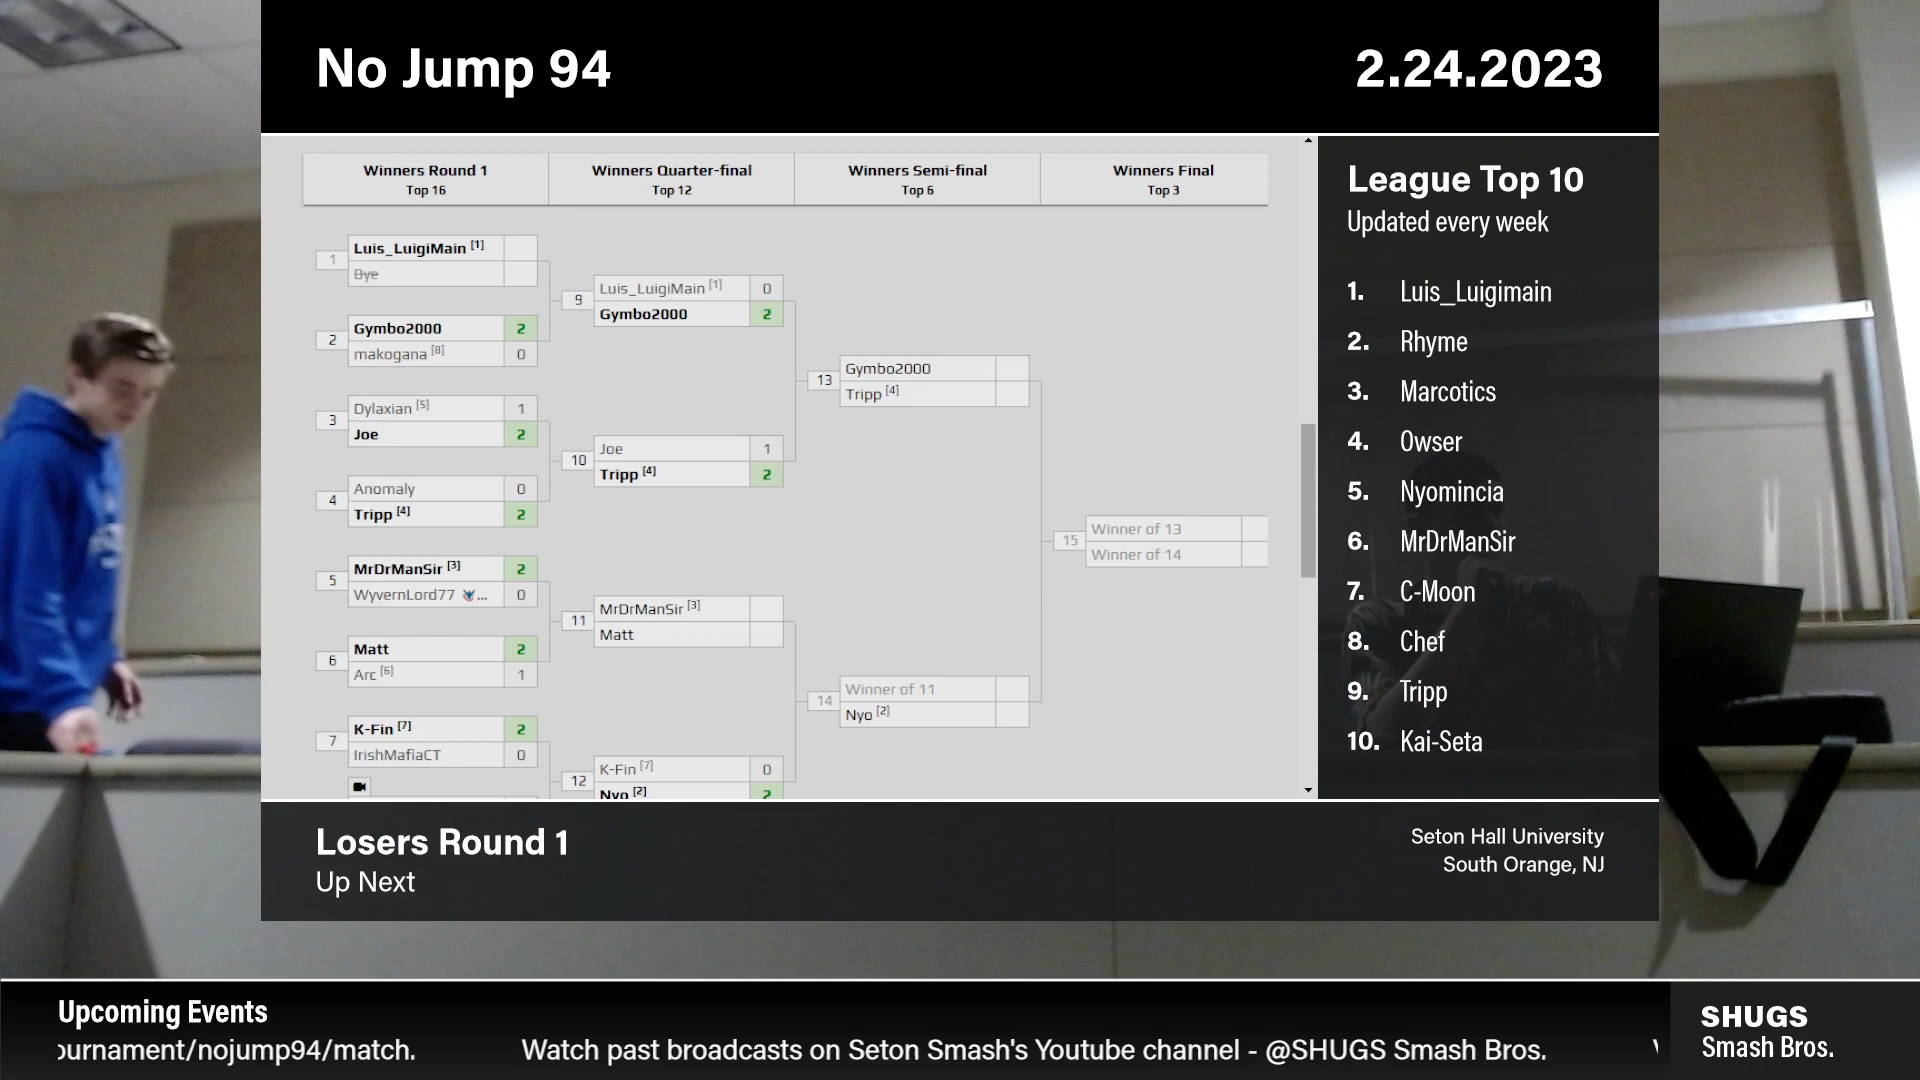 No Jump 94
2.24.2023
Winners Round 1
Top 16
Winners Quarter-final
Top 12
Winners Semi-final
Top 6
Winners Final
Top 3
1
Luis_LuigiMain [1]
Bye
2
Gymbo2000 2
makogana [8] 0
3
Dylaxian [5] 1
Joe 2
4
Anomaly 0
Tripp [4] 2
5
MrDrManSir [3] 2
WyvernLord77 ... 0
6
Matt 2
Arc [6] 1
7
K-Fin [7] 2
IrishMafiaCT 0
9
Luis_LuigiMain [1] 0
Gymbo2000 2
10
Joe 1
Tripp [4] 2
11
MrDrManSir [3]
Matt
12
K-Fin [7] 0
Nyo [2] 2
13
Gymbo2000
Tripp [4]
14
Winner of 11
Nyo [2]
15
Winner of 13
Winner of 14
League Top 10
Updated every week
1. Luis_Luigimain
2. Rhyme
3. Marcotics
4. Owser
5. Nyomincia
6. MrDrManSir
7. C-Moon
8. Chef
9. Tripp
10. Kai-Seta
Losers Round 1
Up Next
Seton Hall University
South Orange, NJ
Upcoming Events
ournament/nojump94/match. Watch past broadcasts on Seton Smash's Youtube channel - @SHUGS Smash Bros.
SHUGS
Smash Bros.